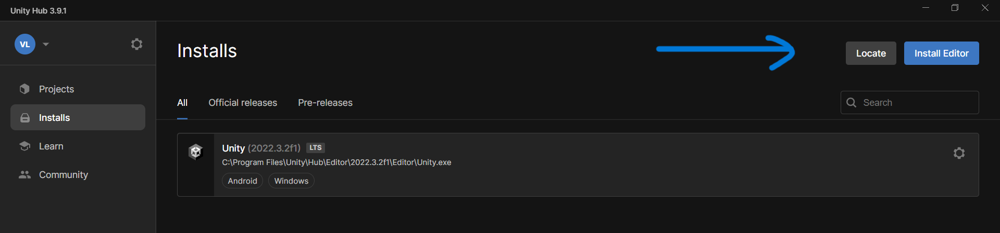 Unity Hub 3.9.1
VL
Projects
Installs
Learn
Community
Installs
Locate
Install Editor
All Official releases Pre-releases
Search
Unity (2022.3.2f1) LTS
C:\Program Files\Unity\Hub\Editor\2022.3.2f1\Editor\Unity.exe
Android Windows